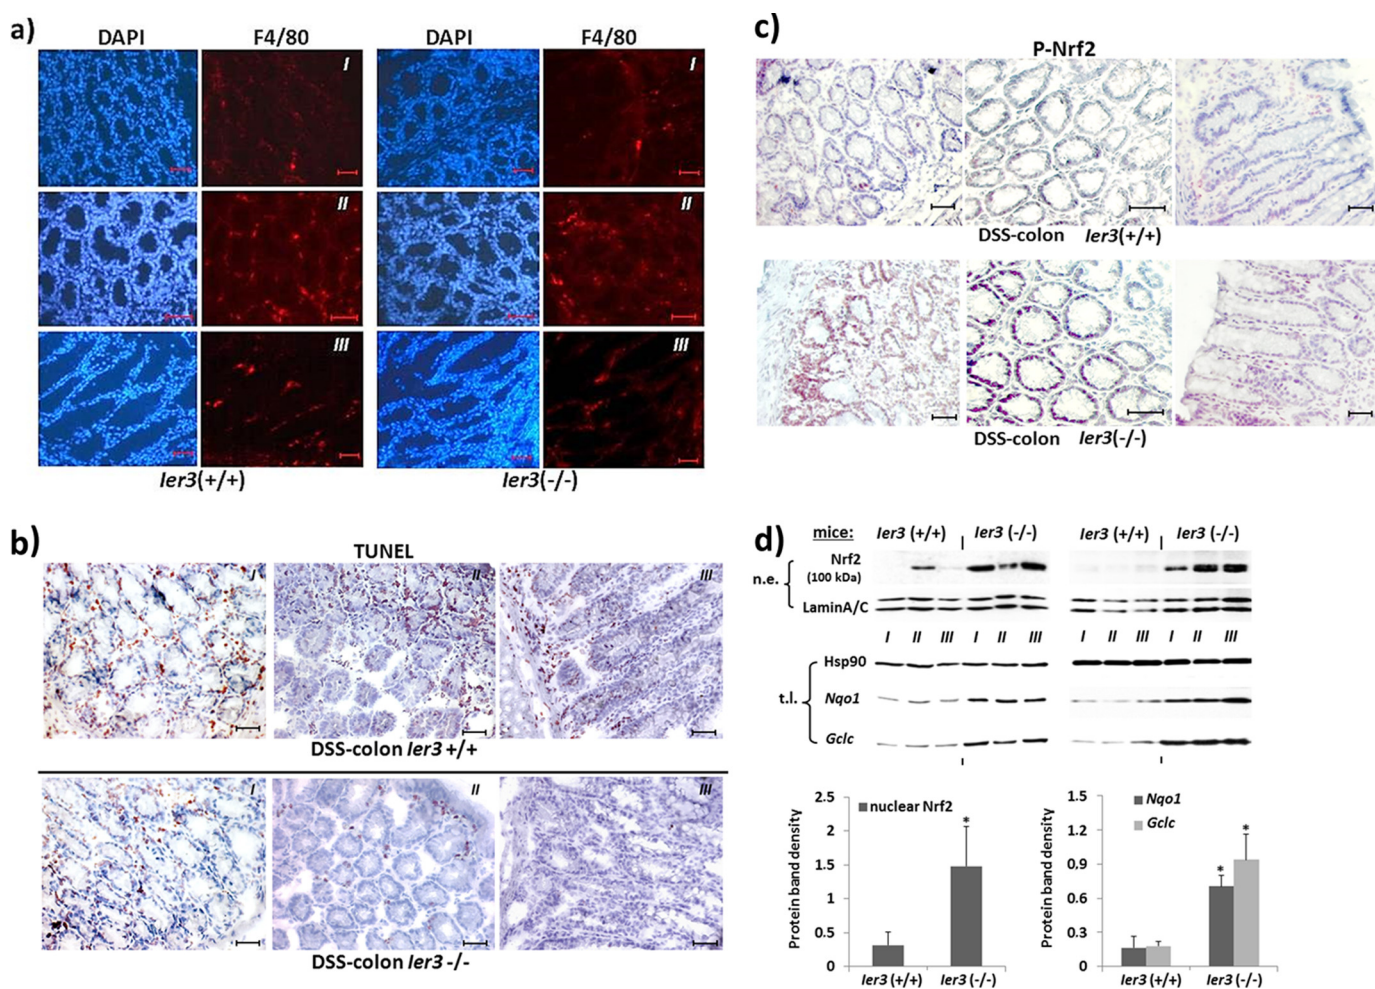 a)
DAPI F4/80 DAPI F4/80
I I
II II
III III
Ier3(+/+) Ier3(-/-)
b)
TUNEL
I II III
DSS-colon Ier3 +/+
I II III
DSS-colon Ier3 -/-
c)
P-Nrf2
DSS-colon Ier3(+/+)
DSS-colon Ier3(-/-)
d)
mice: Ier3 (+/+) Ier3 (-/-) Ier3 (+/+) Ier3 (-/-)
Nrf2
(100 kDa)
n.e.
LaminA/C
I II III I II III I II III I II III
Hsp90
Nqo1
t.l.
Gclc
Protein band density
2.5
2
1.5
1
0.5
0
nuclear Nrf2
*
Ier3(+/+) Ier3(-/-)
Protein band density
1.5
1.2
0.9
0.6
0.3
0
Nqo1
Gclc
* *
Ier3(+/+) Ier3(-/-)